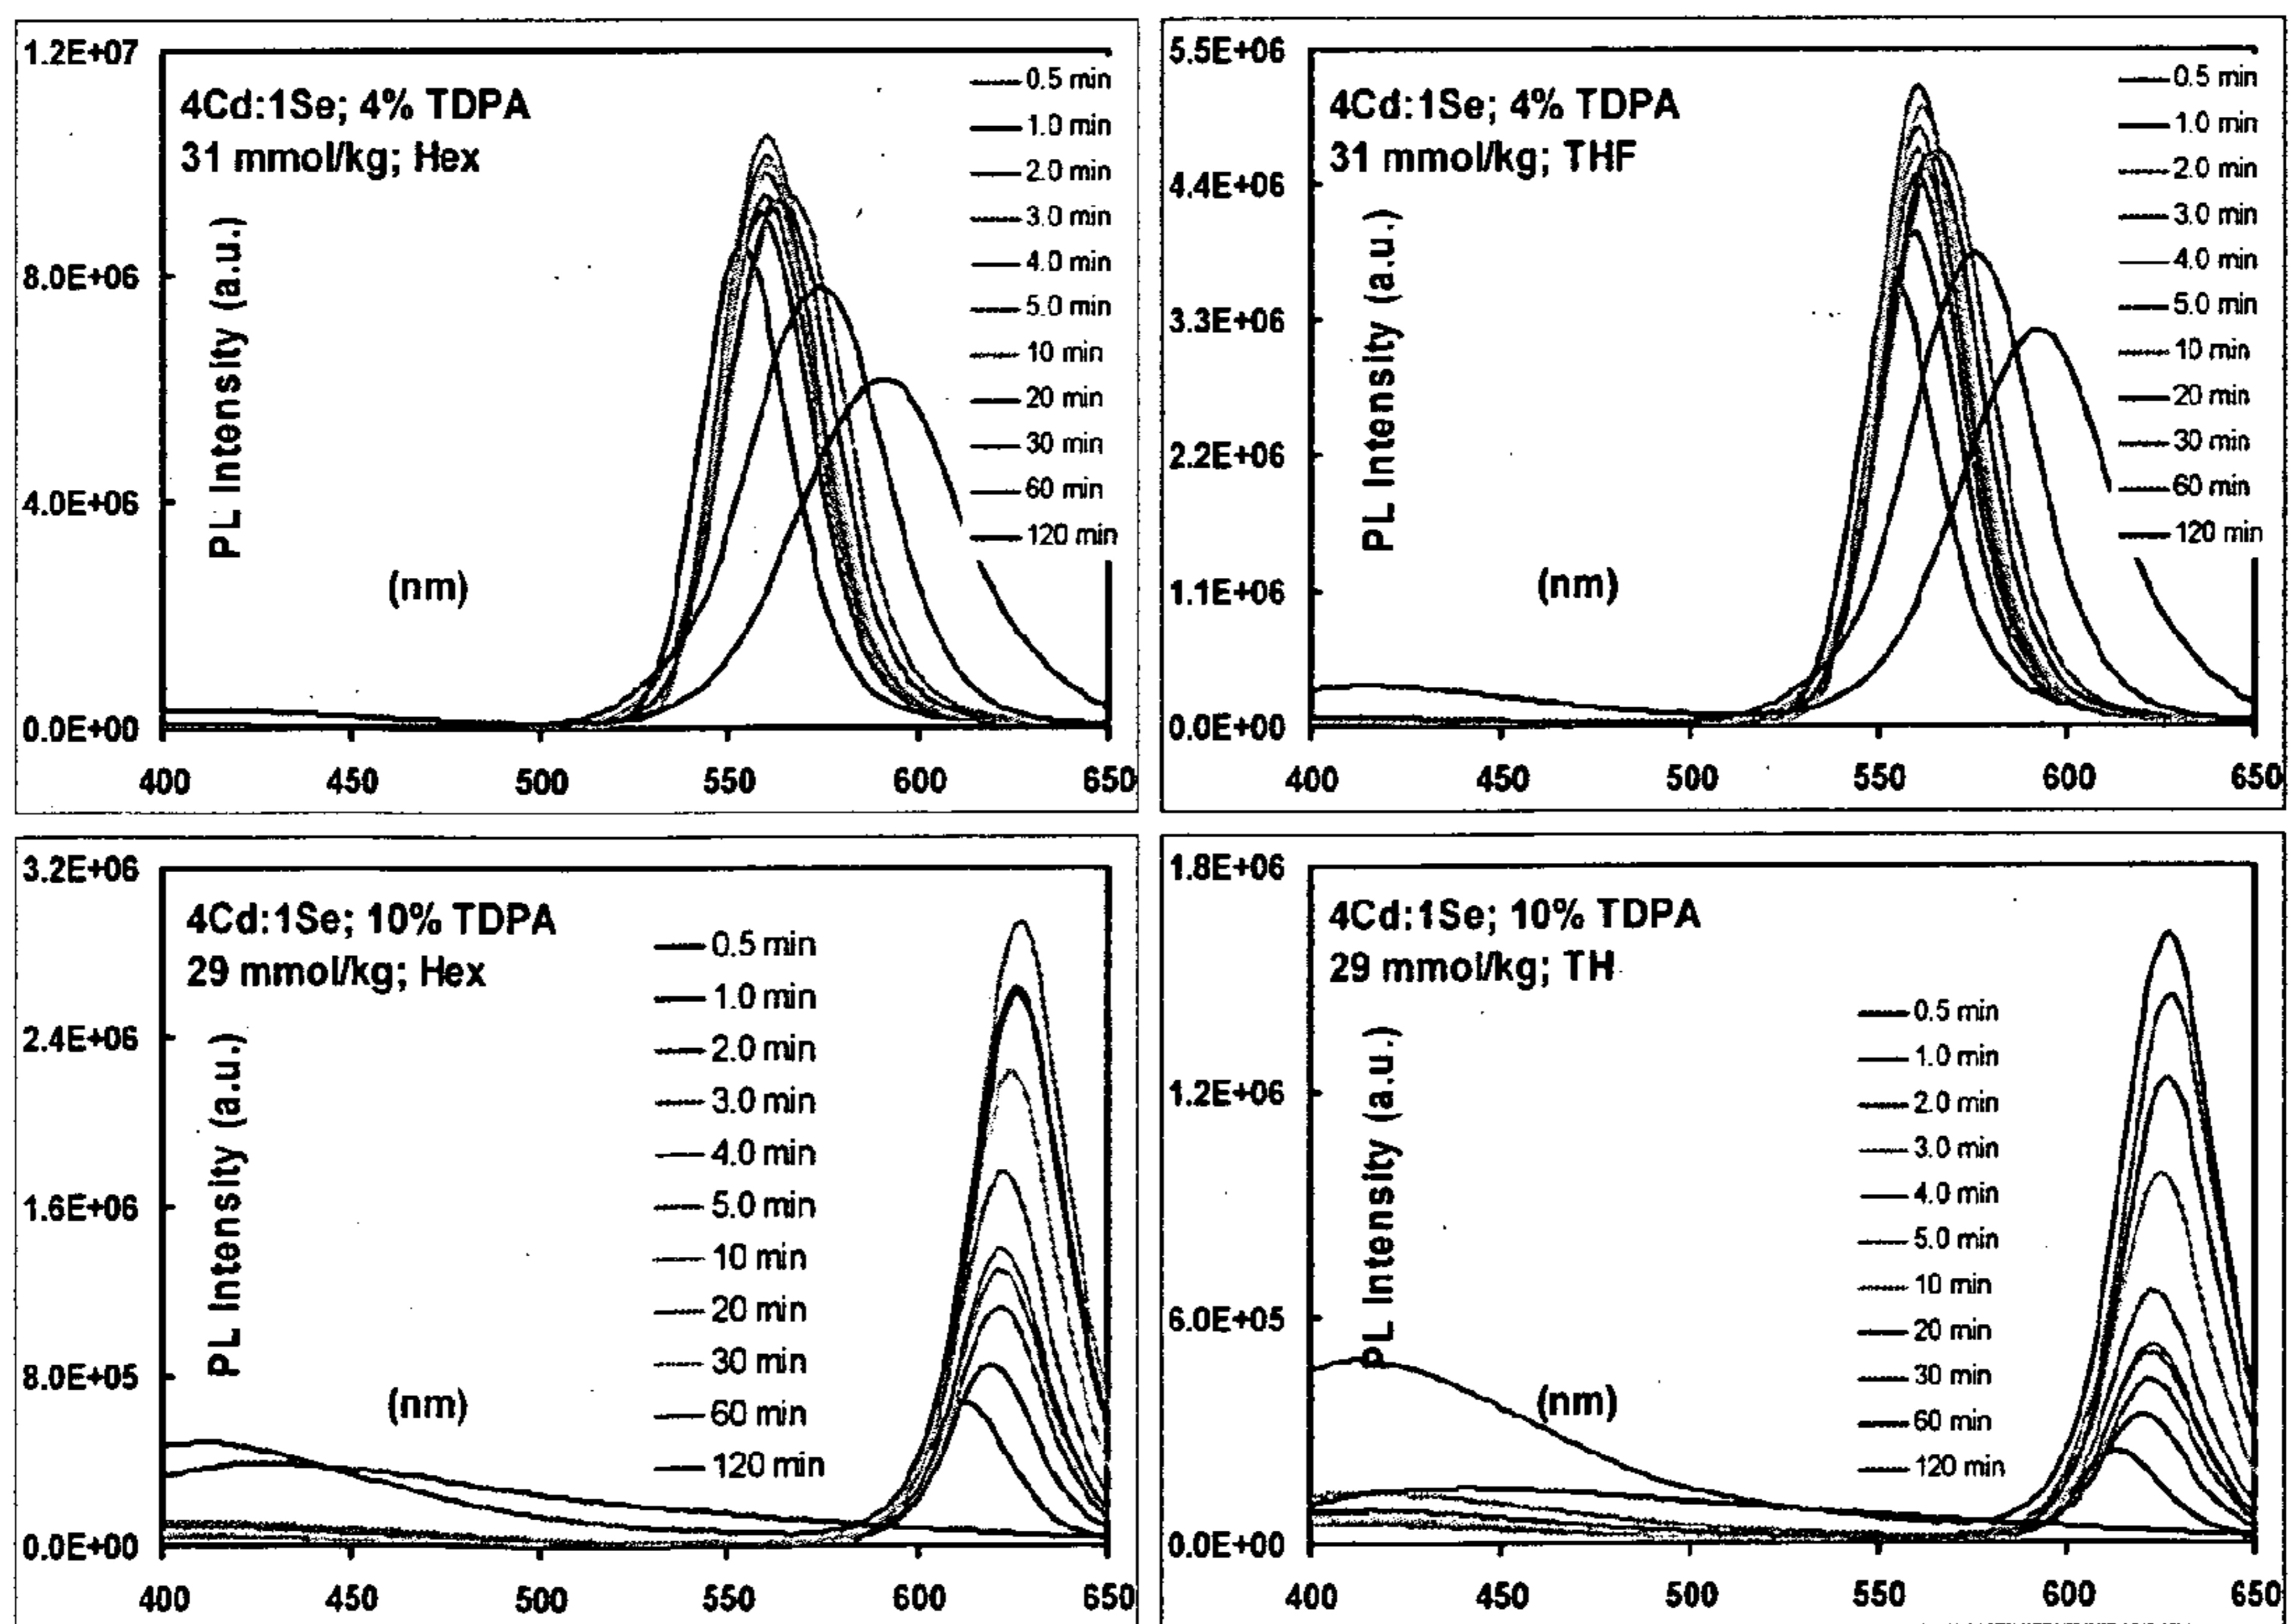 1.2E+07
8.0E+06
4.0E+06
0.0E+00
4Cd:1Se; 4% TDPA
31 mmol/kg; Hex
PL Intensity (a.u.)
(nm)
0.5 min
1.0 min
2.0 min
3.0 min
4.0 min
5.0 min
10 min
20 min
30 min
60 min
120 min
400 450 500 550 600 650
5.5E+06
4.4E+06
3.3E+06
2.2E+06
1.1E+06
0.0E+00
4Cd:1Se; 4% TDPA
31 mmol/kg; THF
PL Intensity (a.u.)
(nm)
0.5 min
1.0 min
2.0 min
3.0 min
4.0 min
5.0 min
10 min
20 min
30 min
60 min
120 min
400 450 500 550 600 650
3.2E+06
2.4E+06
1.6E+06
8.0E+05
0.0E+00
4Cd:1Se; 10% TDPA
29 mmol/kg; Hex
PL Intensity (a.u.)
(nm)
0.5 min
1.0 min
2.0 min
3.0 min
4.0 min
5.0 min
10 min
20 min
30 min
60 min
120 min
400 450 500 550 600 650
1.8E+06
1.2E+06
6.0E+05
0.0E+00
4Cd:1Se; 10% TDPA
29 mmol/kg; TH
PL Intensity (a.u.)
(nm)
0.5 min
1.0 min
2.0 min
3.0 min
4.0 min
5.0 min
10 min
20 min
30 min
60 min
120 min
400 450 500 550 600 650